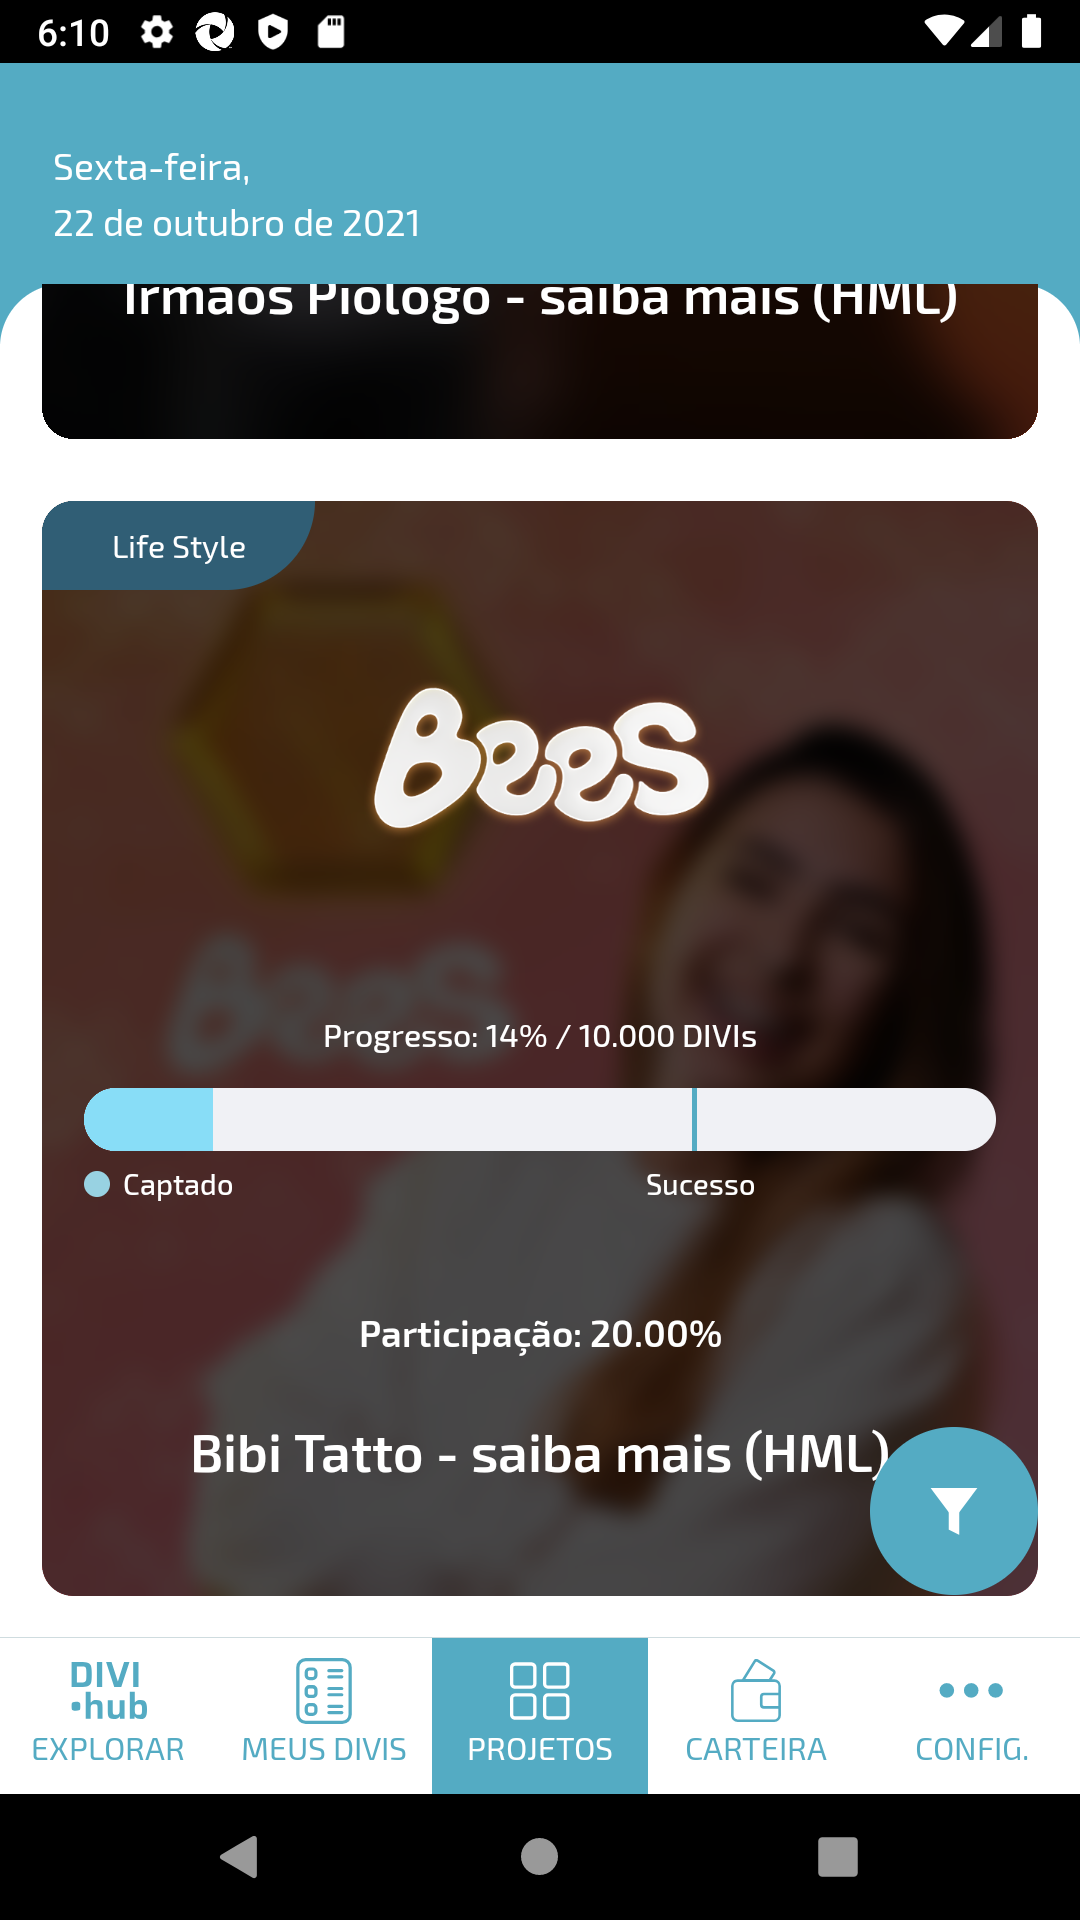 6:10
Sexta-feira,
22 de outubro de 2021
Irmãos Piologo - saiba mais (HML)
Life Style
Bees
Bees
Progresso: 14% / 10.000 DIVIs
Captado
Sucesso
Participação: 20.00%
Bibi Tatto - saiba mais (HML)
DIVI
•hub
EXPLORAR
MEUS DIVIS
PROJETOS
CARTEIRA
CONFIG.